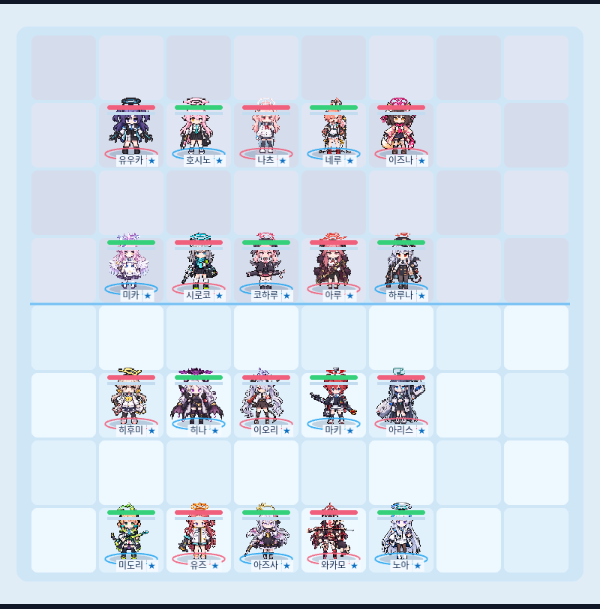 유우카 ★ 호시노 ★ 나츠 ★ 네루 ★ 이즈나 ★
미카 ★ 시로코 ★ 코하루 ★ 아루 ★ 하루나 ★
히후미 ★ 히나 ★ 이오리 ★ 마키 ★ 아리스 ★
미도리 ★ 유즈 ★ 아즈사 ★ 와카모 ★ 노아 ★